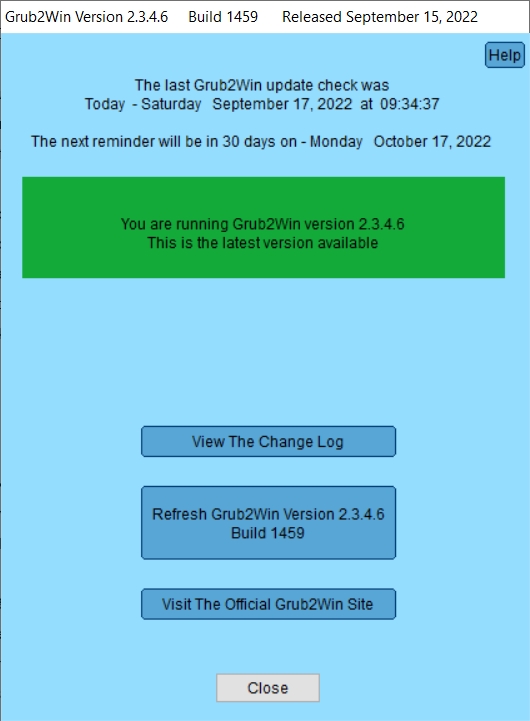 Grub2Win Version 2.3.4.6 Build 1459 Released September 15, 2022
Help
The last Grub2Win update check was
Today - Saturday September 17, 2022 at 09:34:37
The next reminder will be in 30 days on - Monday October 17, 2022
You are running Grub2Win version 2.3.4.6
This is the latest version available
View The Change Log
Refresh Grub2Win Version 2.3.4.6
Build 1459
Visit The Official Grub2Win Site
Close